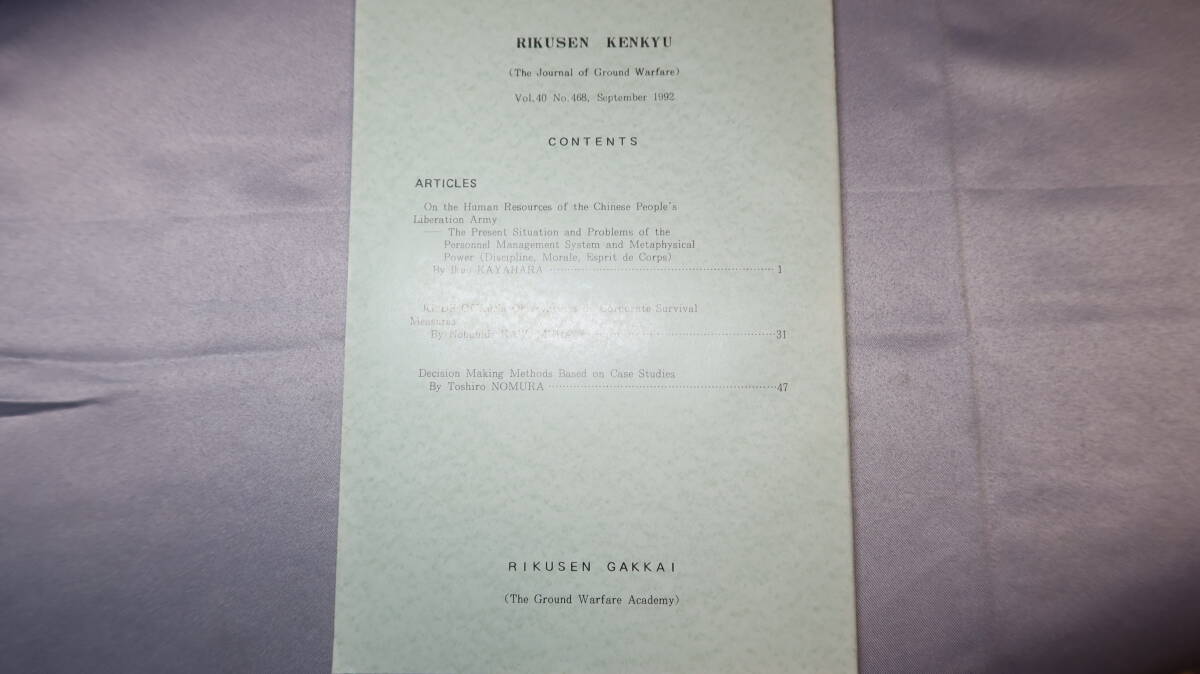 RIKUSEN KENKYU
(The Journal of Ground Warfare)
Vol.40 No.468, September 1992
CONTENTS
ARTICLES
On the Human Resources of the Chinese People's
Liberation Army
— The Present Situation and Problems of the
Personnel Management System and Metaphysical
Power (Discipline, Morale, Esprit de Corps)
By KAYAHARA 1
Corporate Survival
Measures
By 31
Decision Making Methods Based on Case Studies
By Toshiro NOMURA 47
RIKUSEN GAKKAI
(The Ground Warfare Academy)